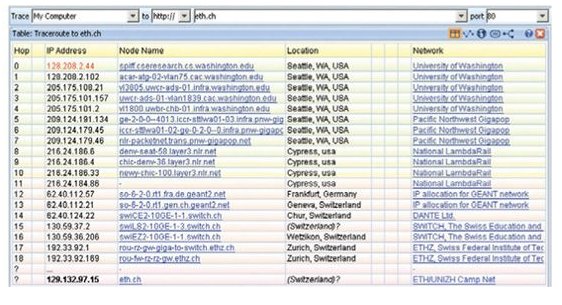 Trace My Computer to http:// eth.ch port 80
Table: Traceroute to eth.ch
Hop IP Address Node Name Location Network
0 128.208.2.44 spiff.cseresearch.cs.washington.edu Seattle, WA, USA University of Washington
1 128.208.2.102 acar-atg-02-vlan75.cac.washington.edu Seattle, WA, USA University of Washington
2 205.175.108.21 vl3005.uwcr-ads-01.infra.washington.edu Seattle, WA, USA University of Washington
3 205.175.101.157 uwcr-ads-01-vlan1839.cac.washington.edu Seattle, WA, USA University of Washington
4 205.175.101.2 vl1800.uwbr-chb-01.infra.washington.edu Seattle, WA, USA University of Washington
5 209.124.191.134 ge-2-0-0--4013.iccr-sttlwa01-03.infra.pnw-gig Seattle, WA, USA Pacific Northwest Gigapop
6 209.124.179.45 iccr-sttlwa01-02-ge-0-2-0--0.infra.pnw-gigapo Seattle, WA, USA Pacific Northwest Gigapop
7 209.124.179.46 nlr-packetnet.trans.pnw-gigapop.net Seattle, WA, USA Pacific Northwest Gigapop
8 216.24.186.6 denv-seat-58.layer3.nlr.net Cypress, usa National LambdaRail
9 216.24.186.4 chic-denv-36.layer3.nlr.net Cypress, usa National LambdaRail
10 216.24.186.33 newy-chic-100.layer3.nlr.net Cypress, usa National LambdaRail
11 216.24.184.86 - Cypress, usa National LambdaRail
12 62.40.112.57 so-6-2-0.rt1.fra.de.geant2.net Frankfurt, Germany IP allocation for GEANT network
13 62.40.112.21 so-6-2-0.rt1.gen.ch.geant2.net Geneva, Switzerland IP allocation for GEANT network
14 62.40.124.22 swiCE2-10GE-1-1.switch.ch Chur, Switzerland DANTE Ltd.
15 130.59.37.2 swiLS2-10GE-1-3.switch.ch (Switzerland)? SWITCH, The Swiss Education and
16 130.59.36.206 swiEZ2-10GE-1-1.switch.ch Wetzikon, Switzerland SWITCH, The Swiss Education and
17 192.33.92.1 rou-rz-gw-giga-to-switch.ethz.ch Zurich, Switzerland ETHZ, Swiss Federal Institute of Tec
18 192.33.92.169 rou-fw-rz-rz-gw.ethz.ch Zurich, Switzerland ETHZ, Swiss Federal Institute of Tec
? ... -
? 129.132.97.15 eth.ch (Switzerland)? ETH/UNIZH Camp Net